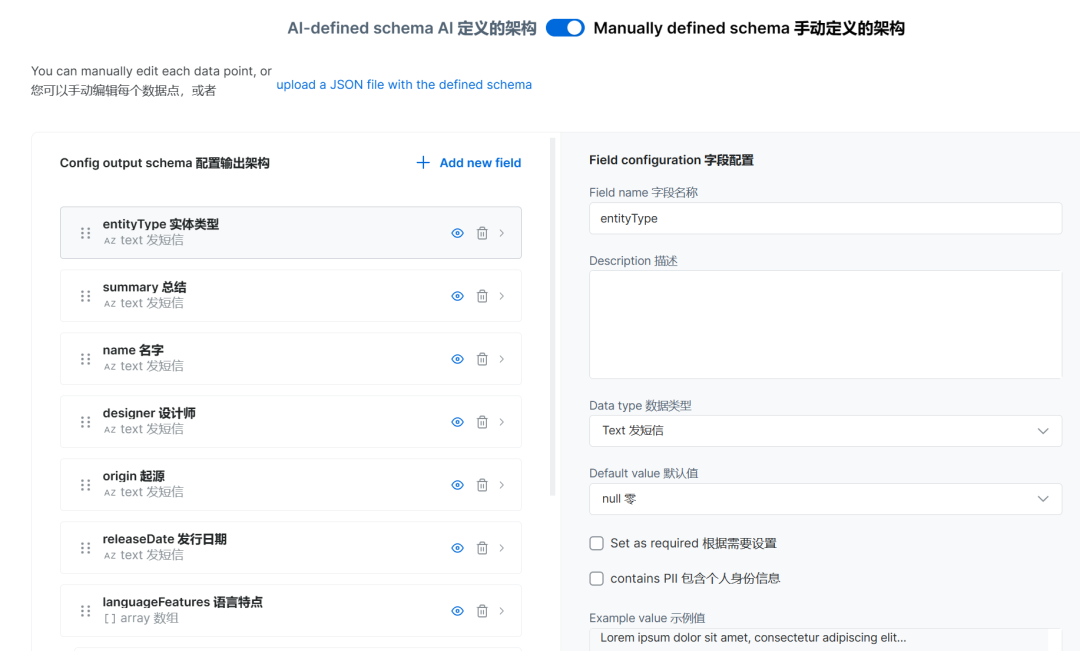 AI-defined schema AI 定义的架构
Manually defined schema 手动定义的架构
You can manually edit each data point, or
您可以手动编辑每个数据点，或者
upload a JSON file with the defined schema
Config output schema 配置输出架构
Add new field
entityType 实体类型
AZ text 发短信
summary 总结
AZ text 发短信
name 名字
AZ text 发短信
designer 设计师
AZ text 发短信
origin 起源
AZ text 发短信
releaseDate 发行日期
AZ text 发短信
languageFeatures 语言特点
[] array 数组
Field configuration 字段配置
Field name 字段名称
entityType
Description 描述
Data type 数据类型
Text 发短信
Default value 默认值
null 零
Set as required 根据需要设置
contains PII 包含个人身份信息
Example value 示例值
Lorem ipsum dolor sit amet, consectetur adipiscing elit...